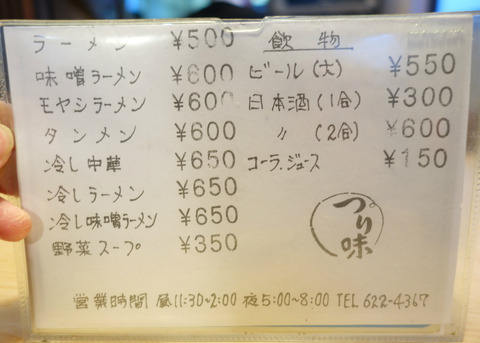 ラーメン ¥500
味噌ラーメン ¥600
モヤシラーメン ¥600
タンメン ¥600
冷し中華 ¥650
冷しラーメン ¥650
冷し味噌ラーメン ¥650
野菜スープ ¥350
飲物
ビール(大) ¥550
日本酒(1合) ¥300
〃 (2合) ¥600
コーラ.ジュース ¥150
つり味
営業時間 昼11:30~2:00 夜5:00~8:00 TEL 622-4367